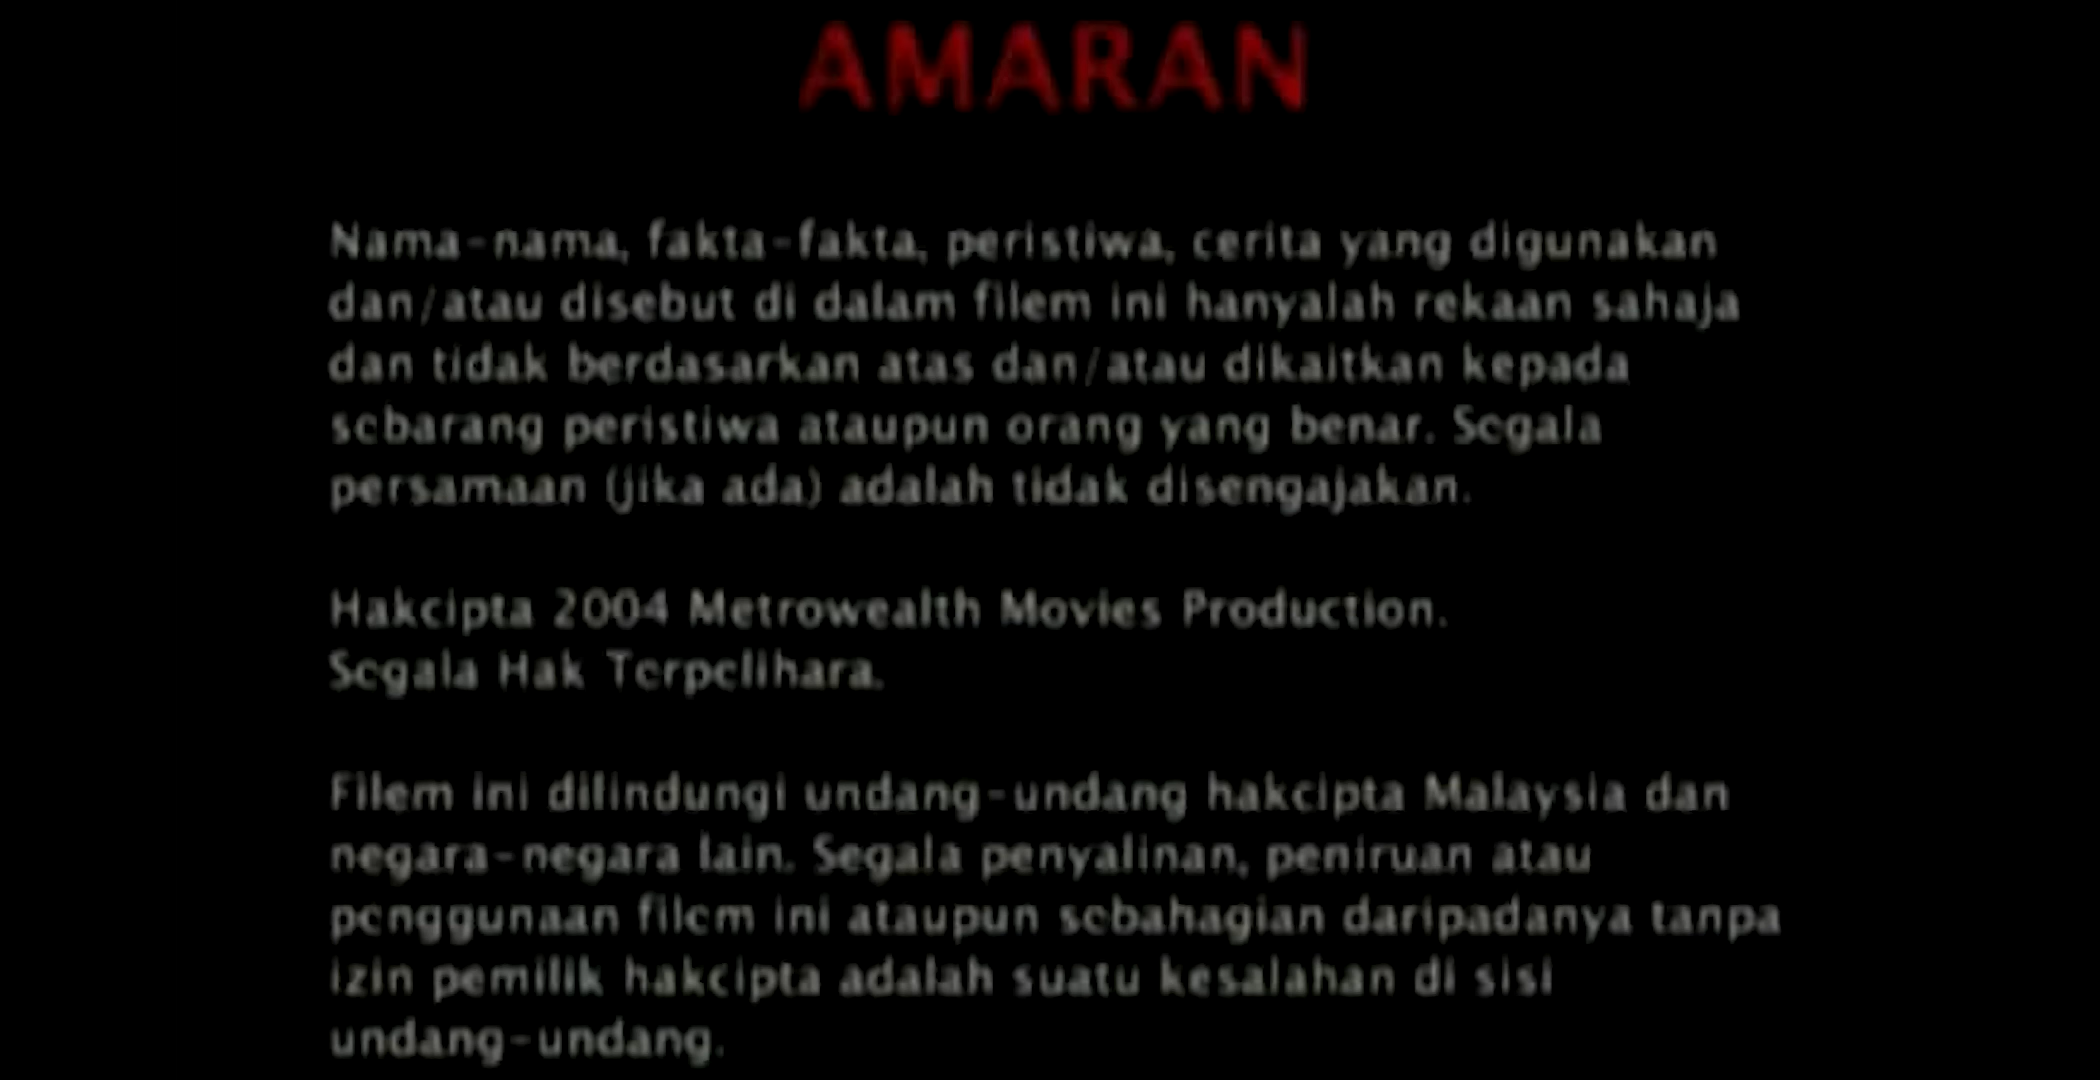 AMARAN
Nama-nama, fakta-fakta, peristiwa, cerita yang digunakan
dan/atau disebut di dalam filem ini hanyalah rekaan sahaja
dan tidak berdasarkan atas dan/atau dikaitkan kepada
sebarang peristiwa ataupun orang yang benar. Segala
persamaan (jika ada) adalah tidak disengajakan.
Hakcipta 2004 Metrowealth Movies Production.
Segala Hak Terpelihara.
Filem ini dilindungi undang-undang hakcipta Malaysia dan
negara-negara lain. Segala penyalinan, peniruan atau
penggunaan filem ini ataupun sebahagian daripadanya tanpa
izin pemilik hakcipta adalah suatu kesalahan di sisi
undang-undang.